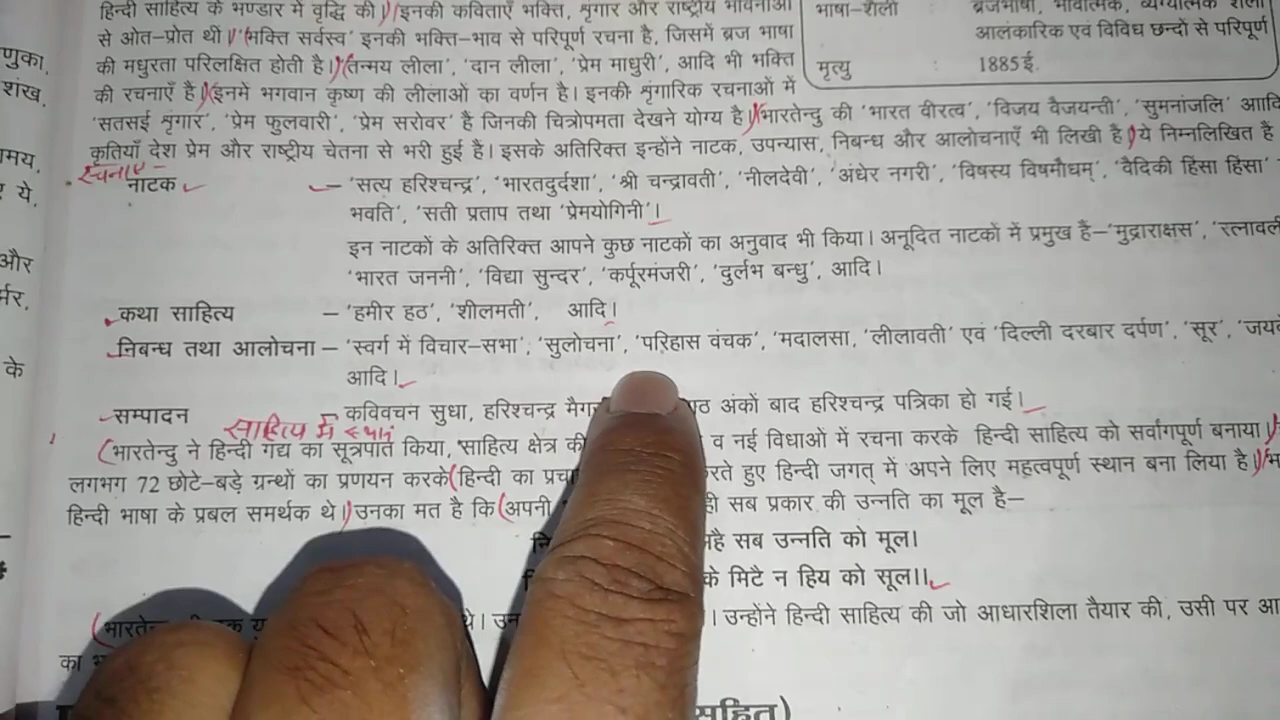 हिन्दी साहित्य के भण्डार में वृद्धि की। इनकी कविताएँ भक्ति, शृगार और राष्ट्रीय भावनाओं
से ओत-प्रोत थीं। 'भक्ति सर्वस्व' इनकी भक्ति-भाव से परिपूर्ण रचना है, जिसमें ब्रज भाषा
की मधुरता परिलक्षित होती है। 'तन्मय लीला', 'दान लीला', 'प्रेम माधुरी', आदि भी भक्ति
की रचनाएँ है। इनमें भगवान कृष्ण की लीलाओं का वर्णन है। इनकी शृगारिक रचनाओं में
भाषा-शैली ब्रजभाषा, भावात्मक, व्यंग्यात्मक शैली
आलंकारिक एवं विविध छन्दों से परिपूर्ण
मृत्यु : 1885ई.
'सतसई शृंगार', 'प्रेम फुलवारी', 'प्रेम सरोवर' है जिनकी चित्रोपमता देखने योग्य है। भारतेन्दु की 'भारत वीरत्व', 'विजय वैजयन्ती', 'सुमनांजलि' आदि
कृतियाँ देश प्रेम और राष्ट्रीय चेतना से भरी हुई है। इसके अतिरिक्त इन्होंने नाटक, उपन्यास, निबन्ध और आलोचनाएँ भी लिखी है। ये निम्नलिखित है
रचनाएँ –
नाटक – 'सत्य हरिश्चन्द्र', 'भारतदुर्दशा', 'श्री चन्द्रावती', 'नीलदेवी', 'अंधेर नगरी', 'विषस्य विषमौधम्', 'वैदिकी हिंसा हिंसा
भवति', 'सती प्रताप तथा 'प्रेमयोगिनी'।
इन नाटकों के अतिरिक्त आपने कुछ नाटकों का अनुवाद भी किया। अनूदित नाटकों में प्रमुख हैं–'मुद्राराक्षस',
'भारत जननी', 'विद्या सुन्दर', 'कर्पूरमंजरी', 'दुर्लभ बन्धु', आदि।
कथा साहित्य – 'हमीर हठ', 'शीलमती', आदि।
निबन्ध तथा आलोचना – 'स्वर्ग में विचार-सभा', 'सुलोचना', 'परिहास वंचक', 'मदालसा, 'लीलावती' एवं 'दिल्ली दरबार दर्पण', 'सूर',
आदि।
सम्पादन – कविवचन सुधा, हरिश्चन्द्र अंकों बाद हरिश्चन्द्र पत्रिका हो गई।
साहित्य में स्थान
भारतेन्दु ने हिन्दी गद्य का सूत्रपात किया, साहित्य क्षेत्र की व नई विधाओं में रचना करके हिन्दी साहित्य को सर्वांगपूर्ण बनाया।
लगभग 72 छोटे-बड़े ग्रन्थों का प्रणयन करके हिन्दी का हुए हिन्दी जगत् में अपने लिए महत्वपूर्ण स्थान बना लिया है।
हिन्दी भाषा के प्रबल समर्थक थे। उनका मत है कि अपनी ही सब प्रकार की उन्नति का मूल है–
सब उन्नति को मूल।
के मिटै न हिय को सूल।।
थे। उन्होंने हिन्दी साहित्य की जो आधारशिला तैयार की, उसी पर
का
सहित)
णुका,
शंख,
और
के